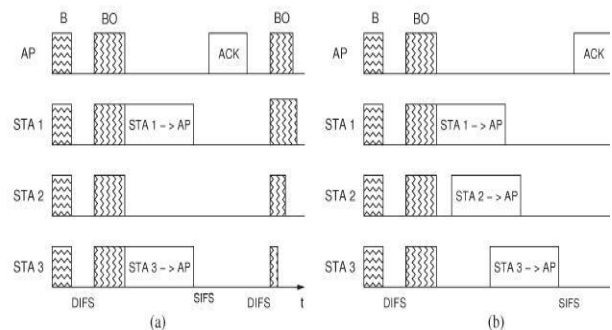 B BO BO B BO
AP ACK AP ACK
STA 1 STA 1 -> AP STA 1 STA 1 -> AP
STA 2 STA 2 STA 2 -> AP
STA 3 STA 3 -> AP STA 3 STA 3 -> AP
DIFS SIFS DIFS t DIFS SIFS
(a) (b)